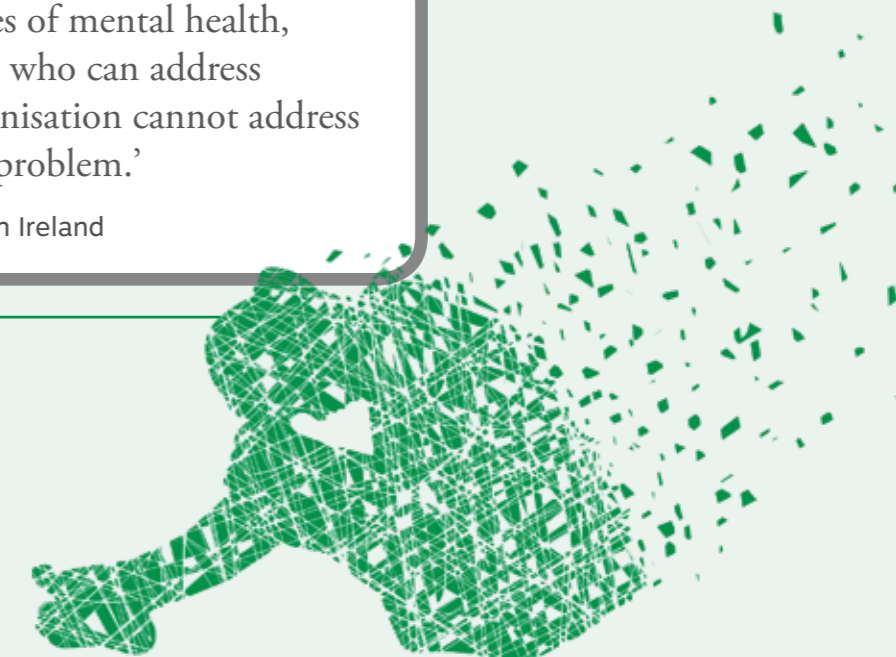 es of mental health,
who can address
nisation cannot address
problem.’
n Ireland